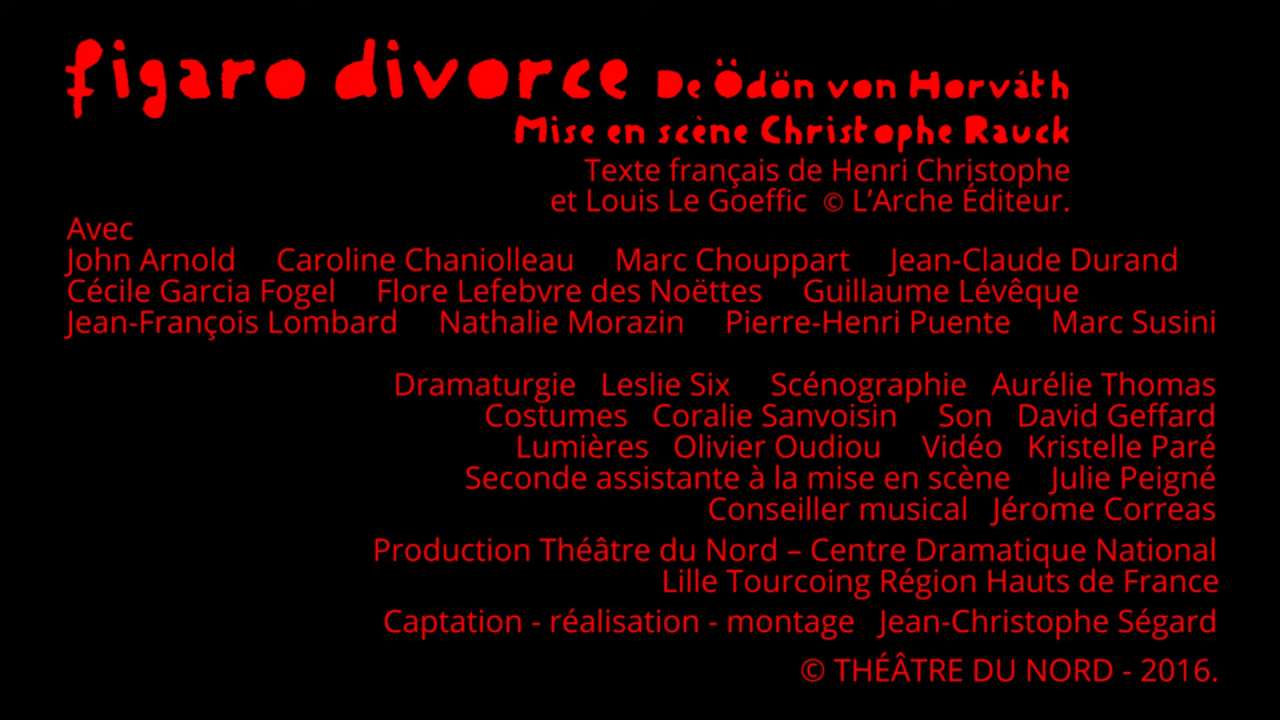 figaro divorce De Ödön von Horváth
Mise en scène Christophe Rauck
Texte français de Henri Christophe
et Louis Le Goeffic © L'Arche Éditeur.
Avec
John Arnold Caroline Chaniolleau Marc Chouppart Jean-Claude Durand
Cécile Garcia Fogel Flore Lefebvre des Noëttes Guillaume Lévêque
Jean-François Lombard Nathalie Morazin Pierre-Henri Puente Marc Susini
Dramaturgie Leslie Six Scénographie Aurélie Thomas
Costumes Coralie Sanvoisin Son David Geffard
Lumières Olivier Oudiou Vidéo Kristelle Paré
Seconde assistante à la mise en scène Julie Peigné
Conseiller musical Jérome Correas
Production Théâtre du Nord – Centre Dramatique National
Lille Tourcoing Région Hauts de France
Captation - réalisation - montage Jean-Christophe Ségard
© THÉÂTRE DU NORD - 2016.